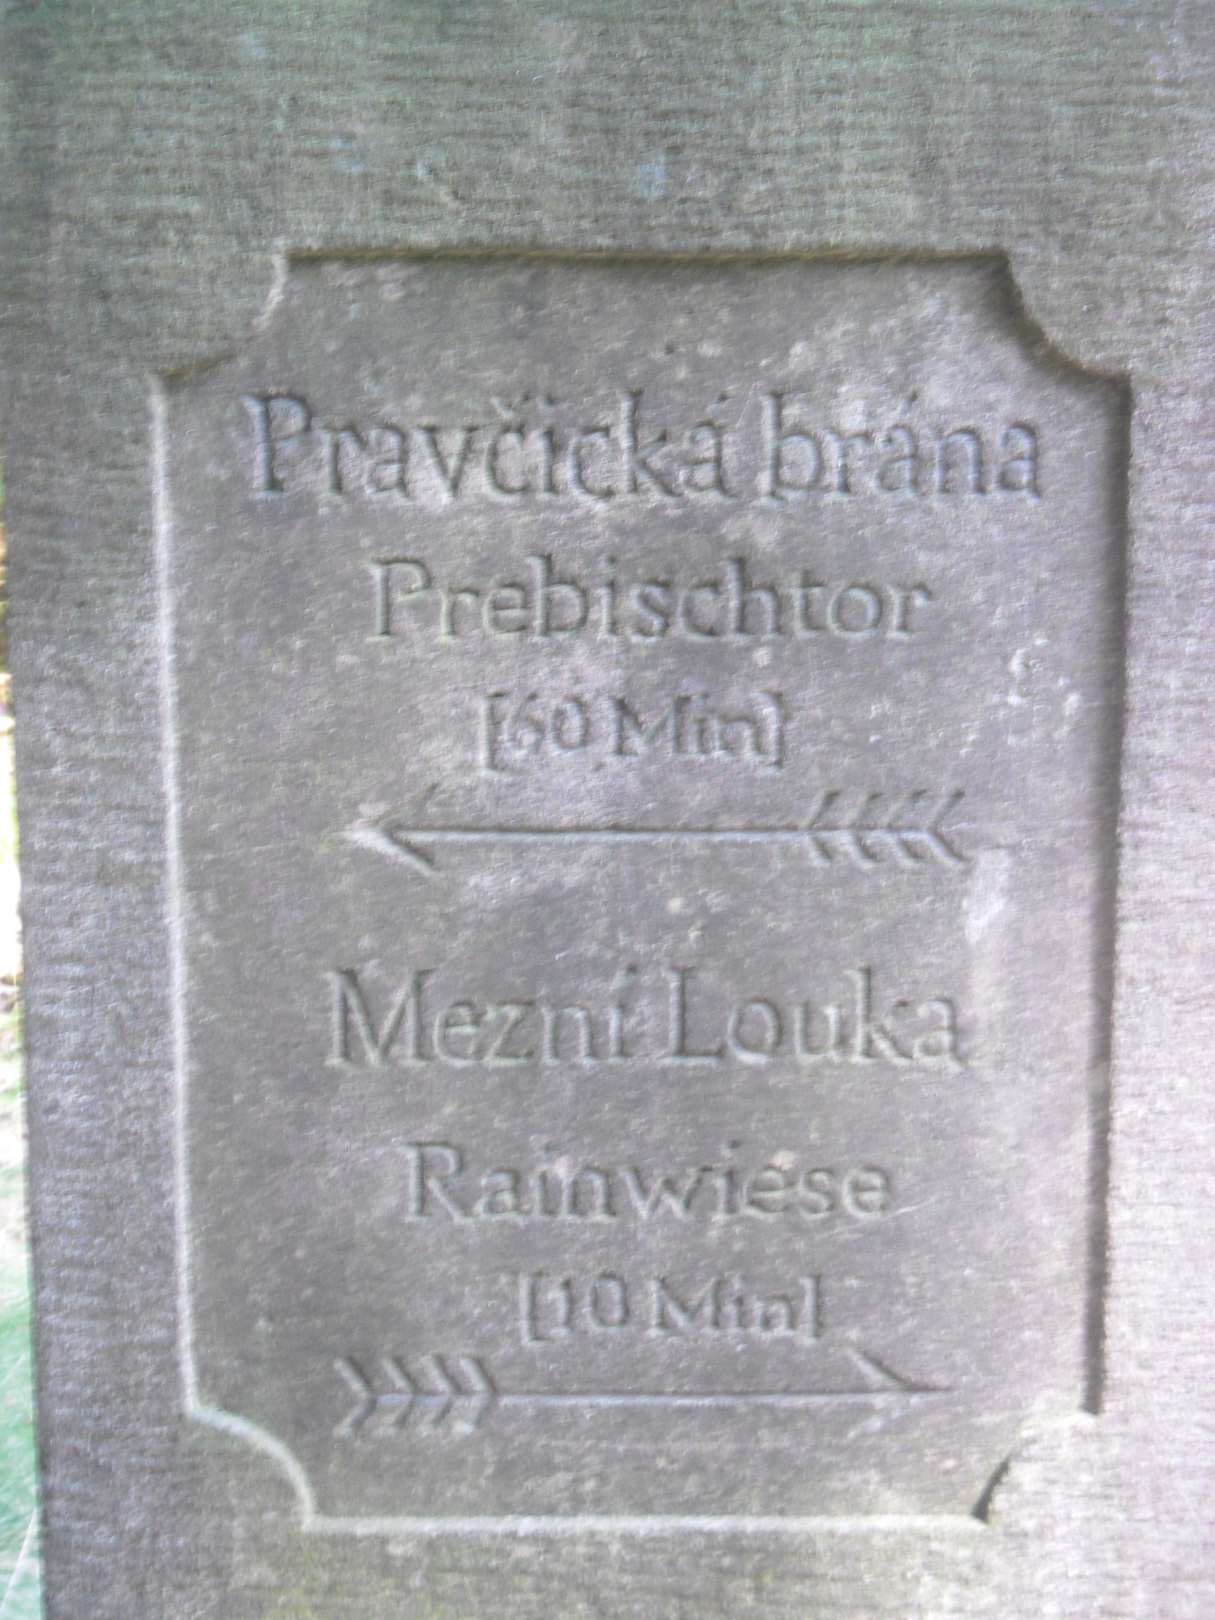 Pravčická brána
Prebischtor
[60 Min]
Mezní Louka
Rainwiese
[10 Min]